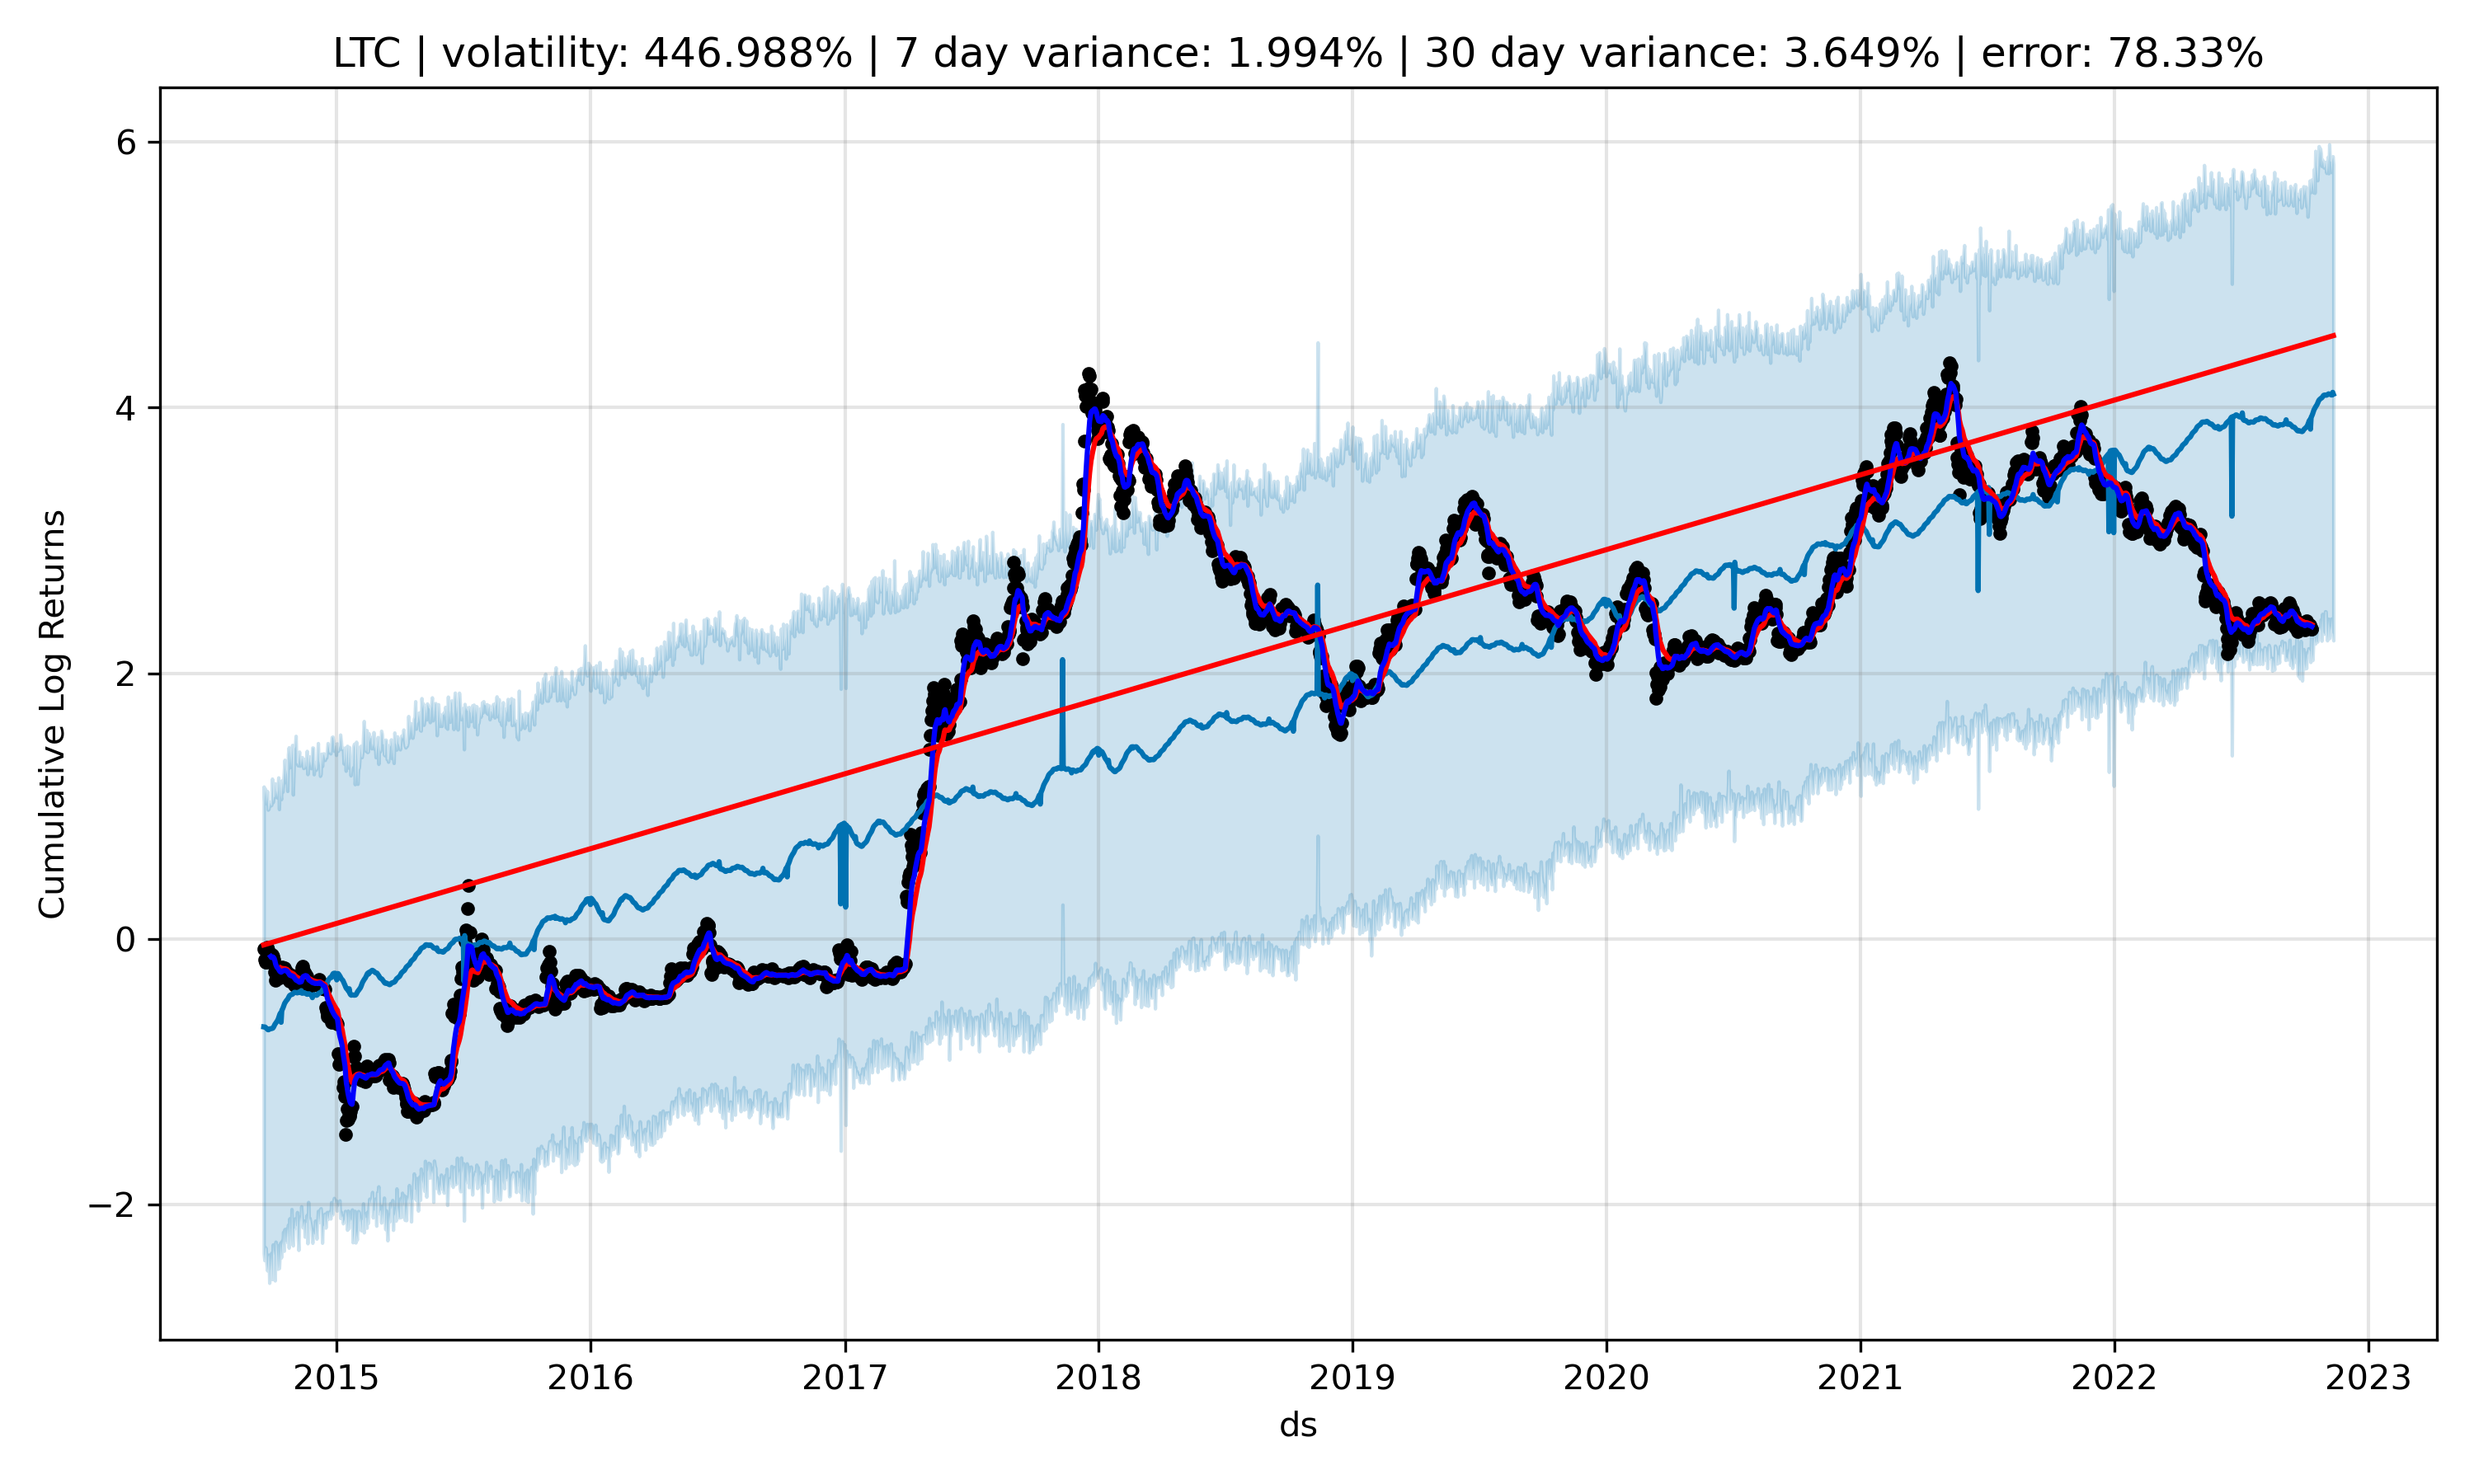 LTC | volatility: 446.988% | 7 day variance: 1.994% | 30 day variance: 3.649% | error: 78.33%
6
4
2
0
−2
Cumulative Log Returns
2015 2016 2017 2018 2019 2020 2021 2022 2023
ds